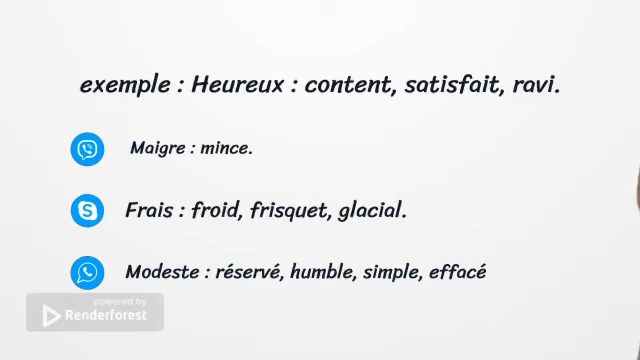 exemple : Heureux : content, satisfait, ravi.
Maigre : mince.
Frais : froid, frisquet, glacial.
Modeste : réservé, humble, simple, effacé
powered by
Renderforest